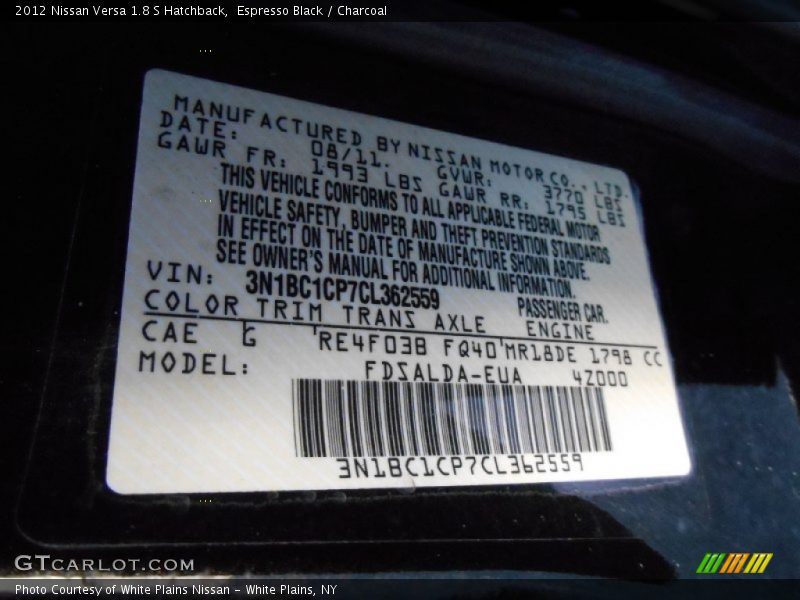 2012 Nissan Versa 1.8 S Hatchback,  Espresso Black / Charcoal
MANUFACTURED BY NISSAN MOTOR CO., LTD.
DATE: 08/11. GVWR: 3770 LBS
GAWR FR: 1993 LBS GAWR RR: 1795 LBS
THIS VEHICLE CONFORMS TO ALL APPLICABLE FEDERAL MOTOR
VEHICLE SAFETY, BUMPER AND THEFT PREVENTION STANDARDS
IN EFFECT ON THE DATE OF MANUFACTURE SHOWN ABOVE.
SEE OWNER'S MANUAL FOR ADDITIONAL INFORMATION.
VIN: 3N1BC1CP7CL362559 PASSENGER CAR.
COLOR TRIM TRANS AXLE ENGINE
CAE G RE4F03B FQ40 MR18DE 1798 CC
MODEL: FDSALDA-EUA 4Z000
3N1BC1CP7CL362559
GTCARLOT.COM
Photo Courtesy of White Plains Nissan - White Plains, NY